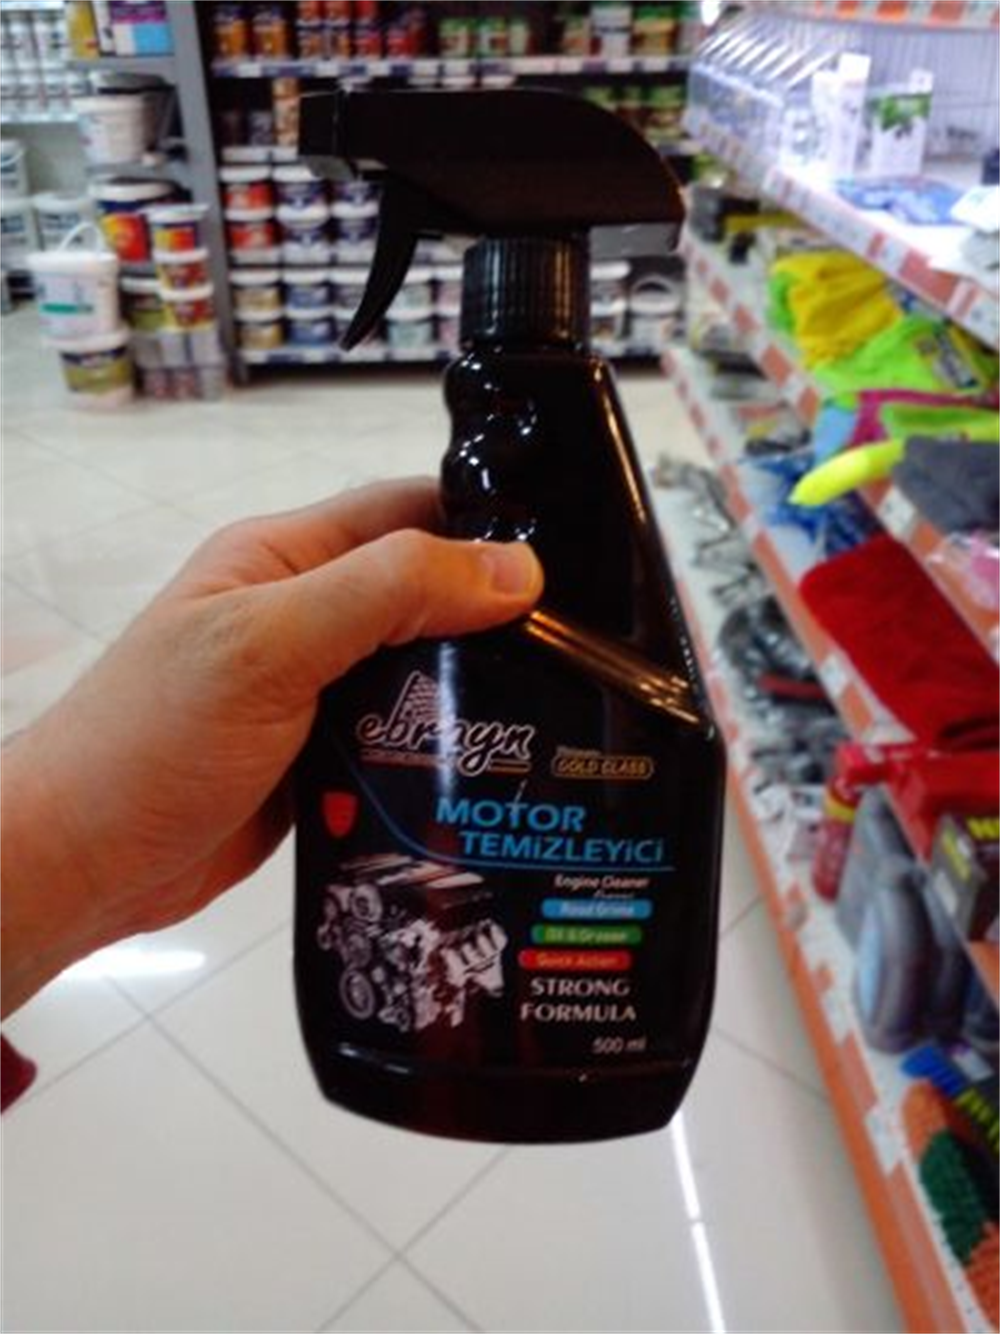 ebrayn
GOLD CLASS
MOTOR
TEMİZLEYİCİ
Engine Cleaner
Road Grime
Oil & Grease
Quick Action
STRONG
FORMULA
500 ml